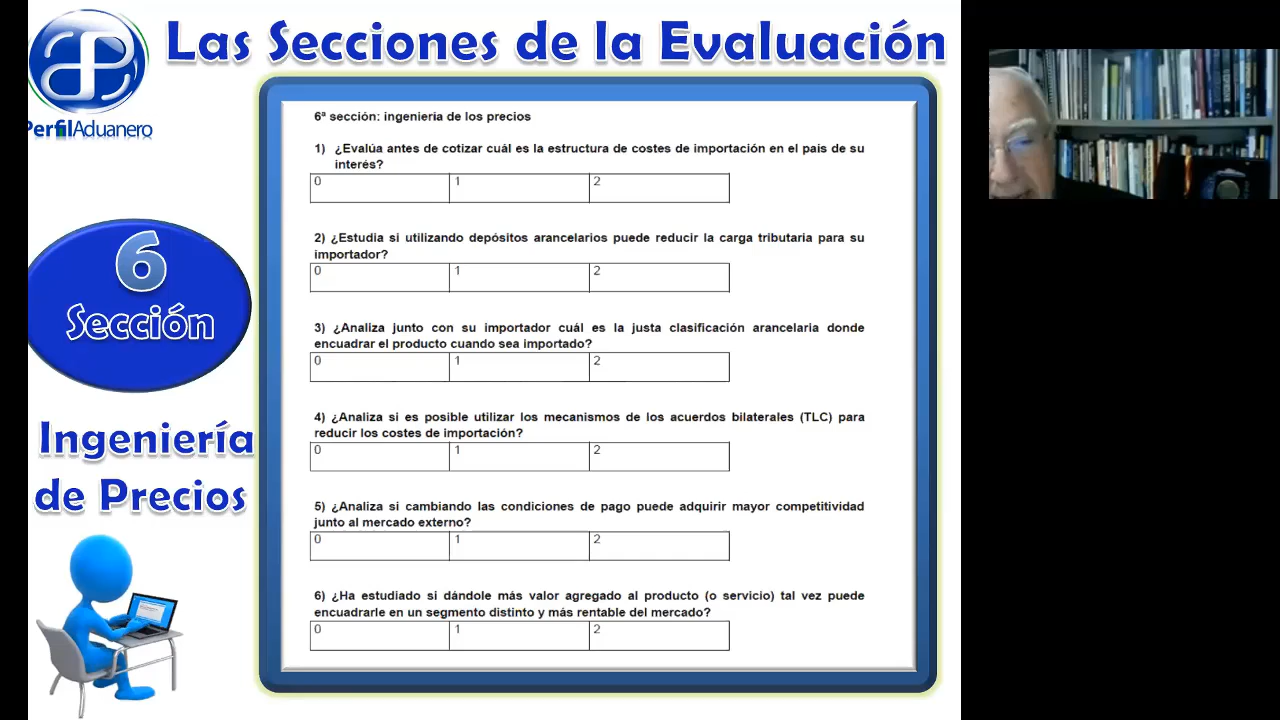 Las Secciones de la Evaluación
PerfilAduanero
6ª sección: ingeniería de los precios
1) ¿Evalúa antes de cotizar cuál es la estructura de costes de importación en el país de su
interés?
0 1 2
2) ¿Estudia si utilizando depósitos arancelarios puede reducir la carga tributaria para su
importador?
0 1 2
3) ¿Analiza junto con su importador cuál es la justa clasificación arancelaria donde
encuadrar el producto cuando sea importado?
0 1 2
4) ¿Analiza si es posible utilizar los mecanismos de los acuerdos bilaterales (TLC) para
reducir los costes de importación?
0 1 2
5) ¿Analiza si cambiando las condiciones de pago puede adquirir mayor competitividad
junto al mercado externo?
0 1 2
6) ¿Ha estudiado si dándole más valor agregado al producto (o servicio) tal vez puede
encuadrarle en un segmento distinto y más rentable del mercado?
0 1 2
6
Sección
Ingeniería
de Precios